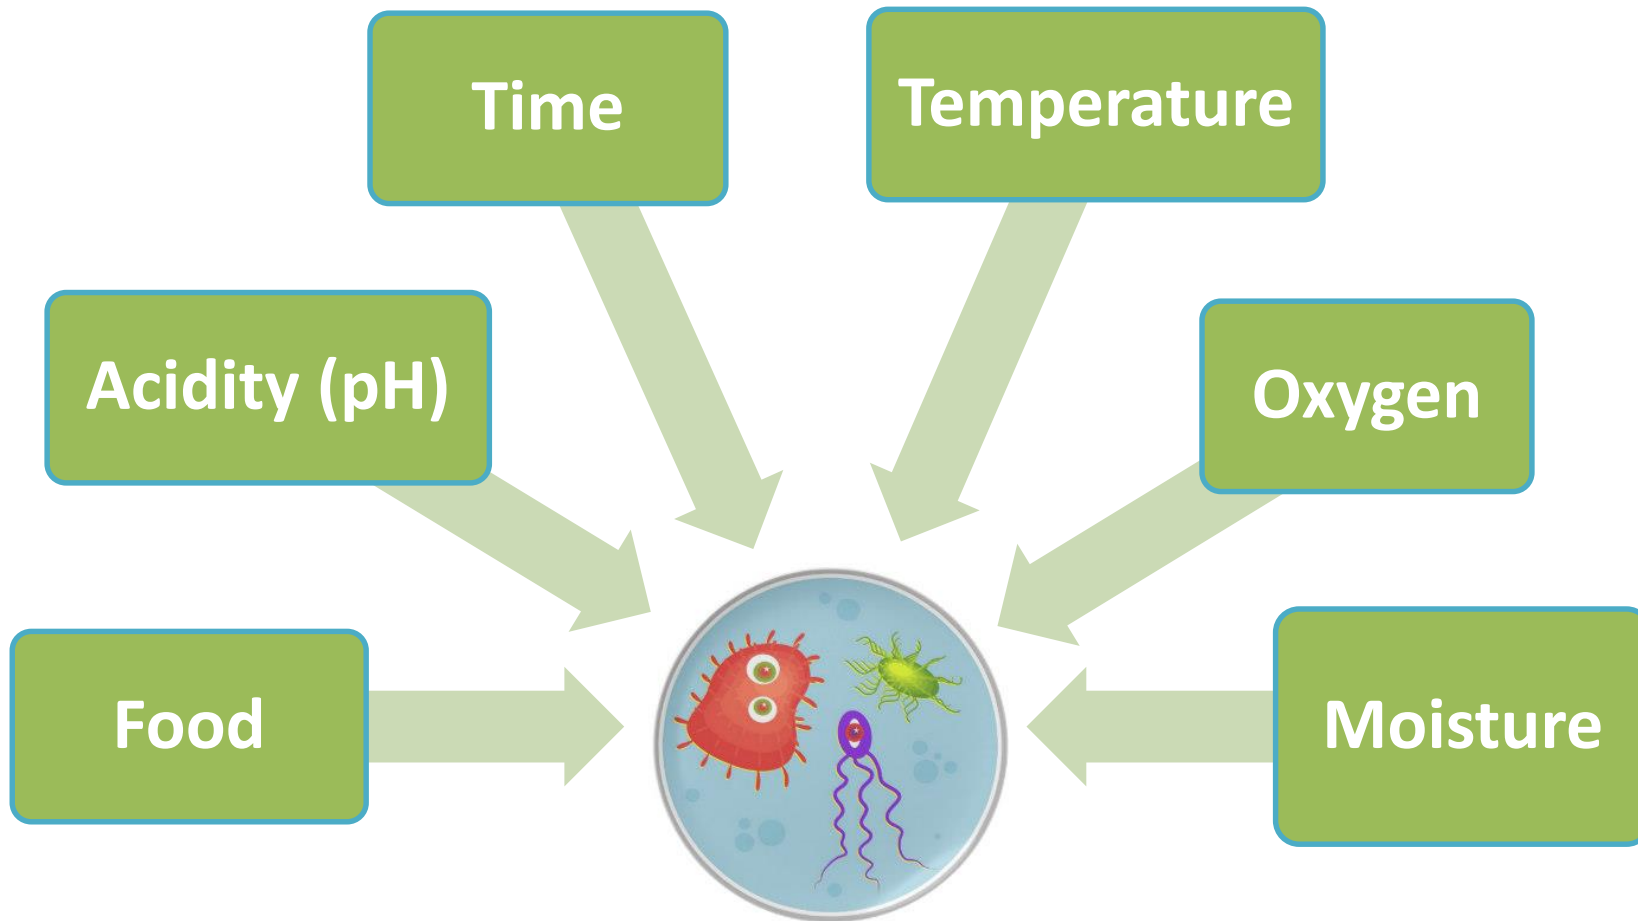 Time
Temperature
Acidity (pH)
Oxygen
Food
Moisture